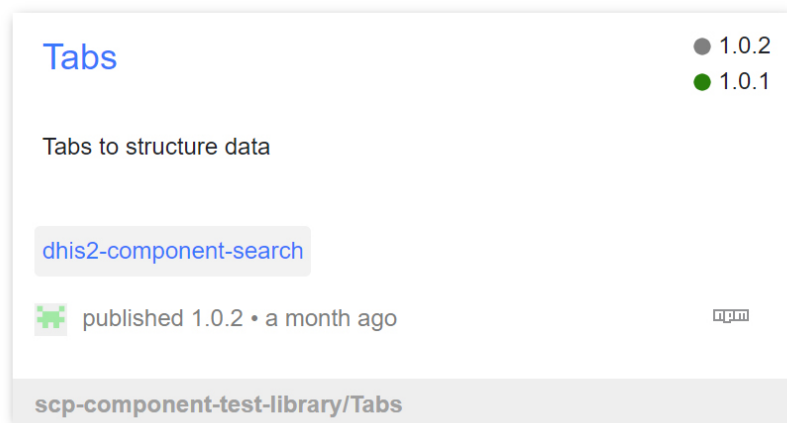 Tabs
1.0.2
1.0.1
Tabs to structure data
dhis2-component-search
published 1.0.2 • a month ago
npm
scp-component-test-library/Tabs